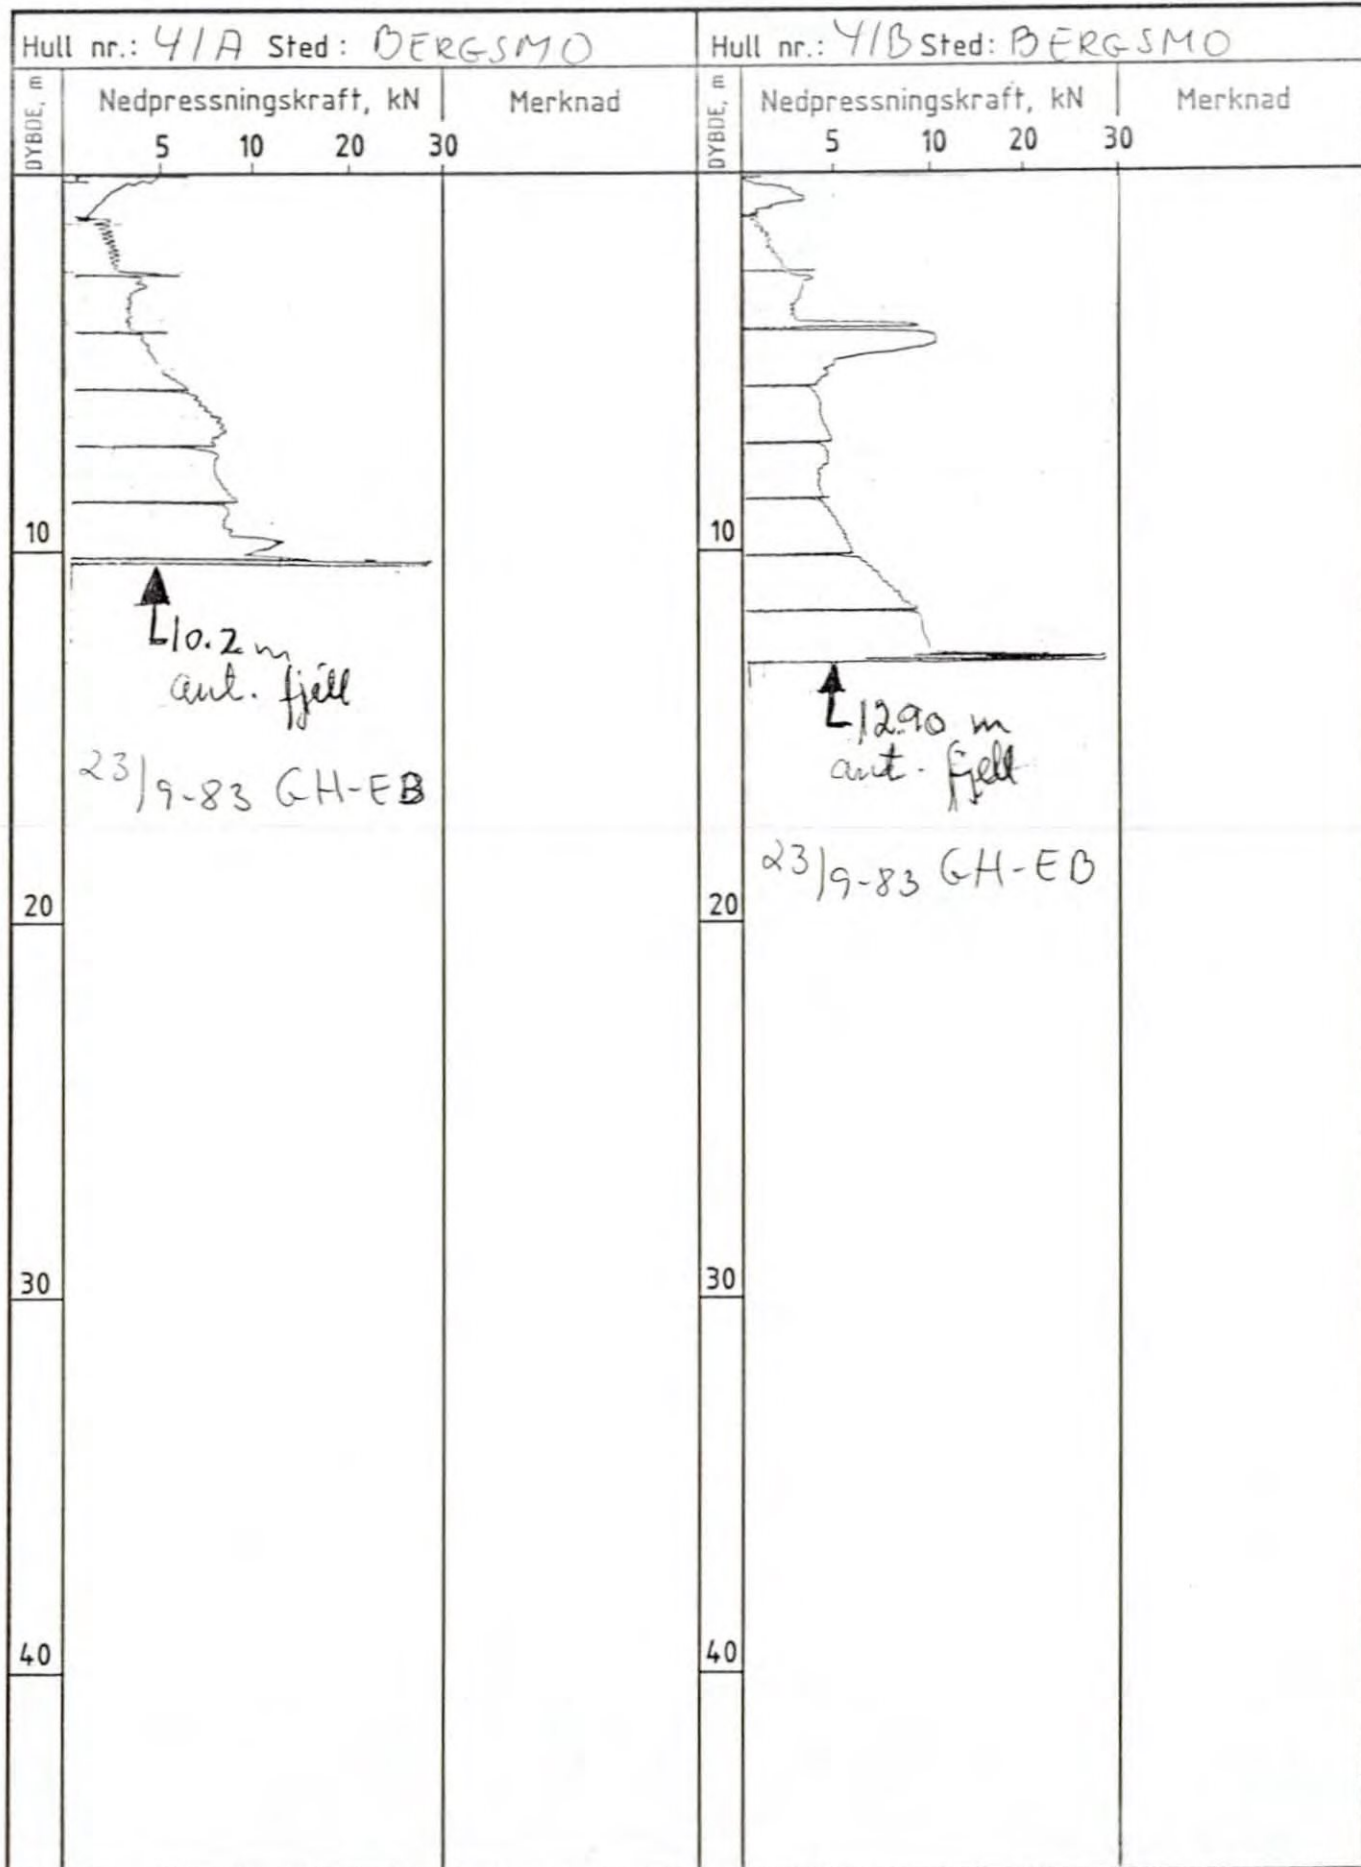 Hull nr.: 41A Sted: BERGSMO
DYBDE, m
Nedpressningskraft, kN
Merknad
5 10 20 30
10
10.2 m
ant. fjell
23/9-83 GH-EB
20
30
40
Hull nr.: 41B Sted: BERGSMO
DYBDE, m
Nedpressningskraft, kN
Merknad
5 10 20 30
10
12.90 m
ant. fjell
23/9-83 GH-EB
20
30
40